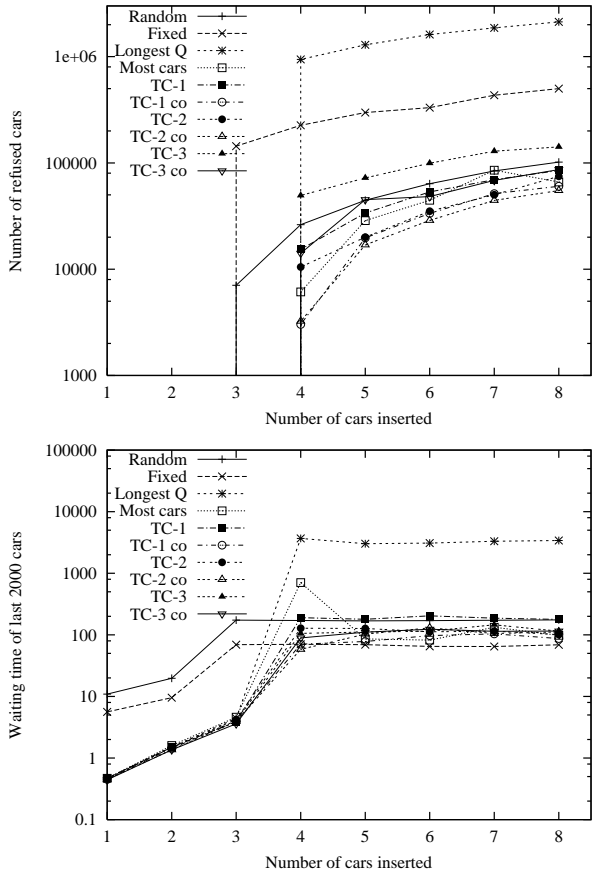 Number of refused cars
1e+06
100000
10000
1000
Random
Fixed
Longest Q
Most cars
TC-1
TC-1 co
TC-2
TC-2 co
TC-3
TC-3 co
1 2 3 4 5 6 7 8
Number of cars inserted
Waiting time of last 2000 cars
100000
10000
1000
100
10
1
0.1
Random
Fixed
Longest Q
Most cars
TC-1
TC-1 co
TC-2
TC-2 co
TC-3
TC-3 co
1 2 3 4 5 6 7 8
Number of cars inserted